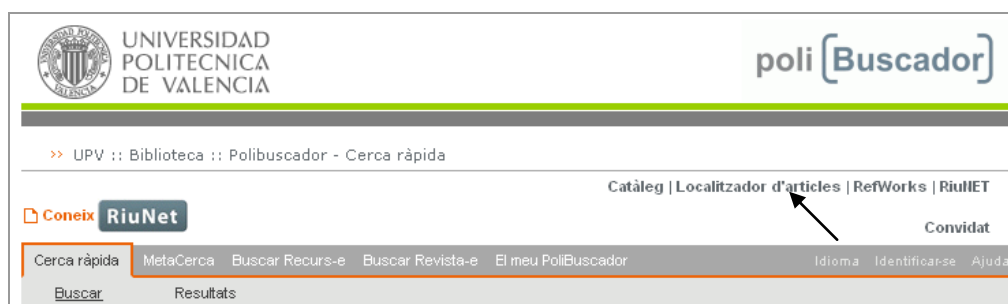 UNIVERSIDAD
POLITECNICA
DE VALENCIA
poli [Buscador]
>> UPV :: Biblioteca :: Polibuscador - Cerca ràpida
Catàleg | Localitzador d'articles | RefWorks | RiuNET
Coneix RiuNet
Convidat
Cerca ràpida MetaCerca Buscar Recurs-e Buscar Revista-e El meu PoliBuscador Idioma Identificar-se Ajuda
Buscar Resultats